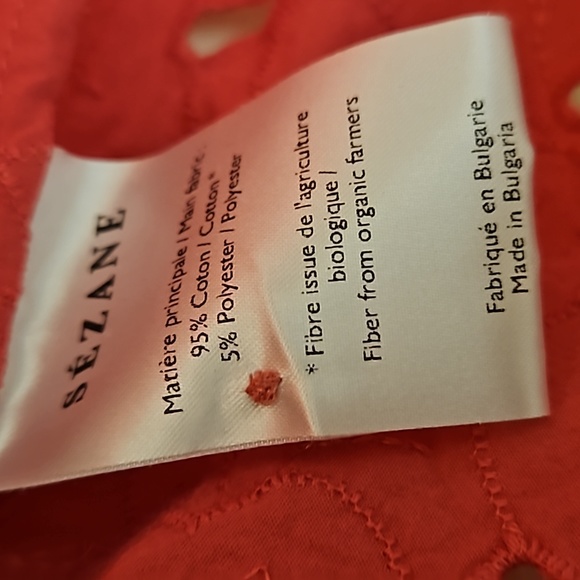 SÉZANE
Matière principale / Main fabric :
95% Coton / Cotton*
5% Polyester / Polyester
* Fibre issue de l'agriculture
biologique /
Fiber from organic farmers
Fabriqué en Bulgarie
Made in Bulgaria